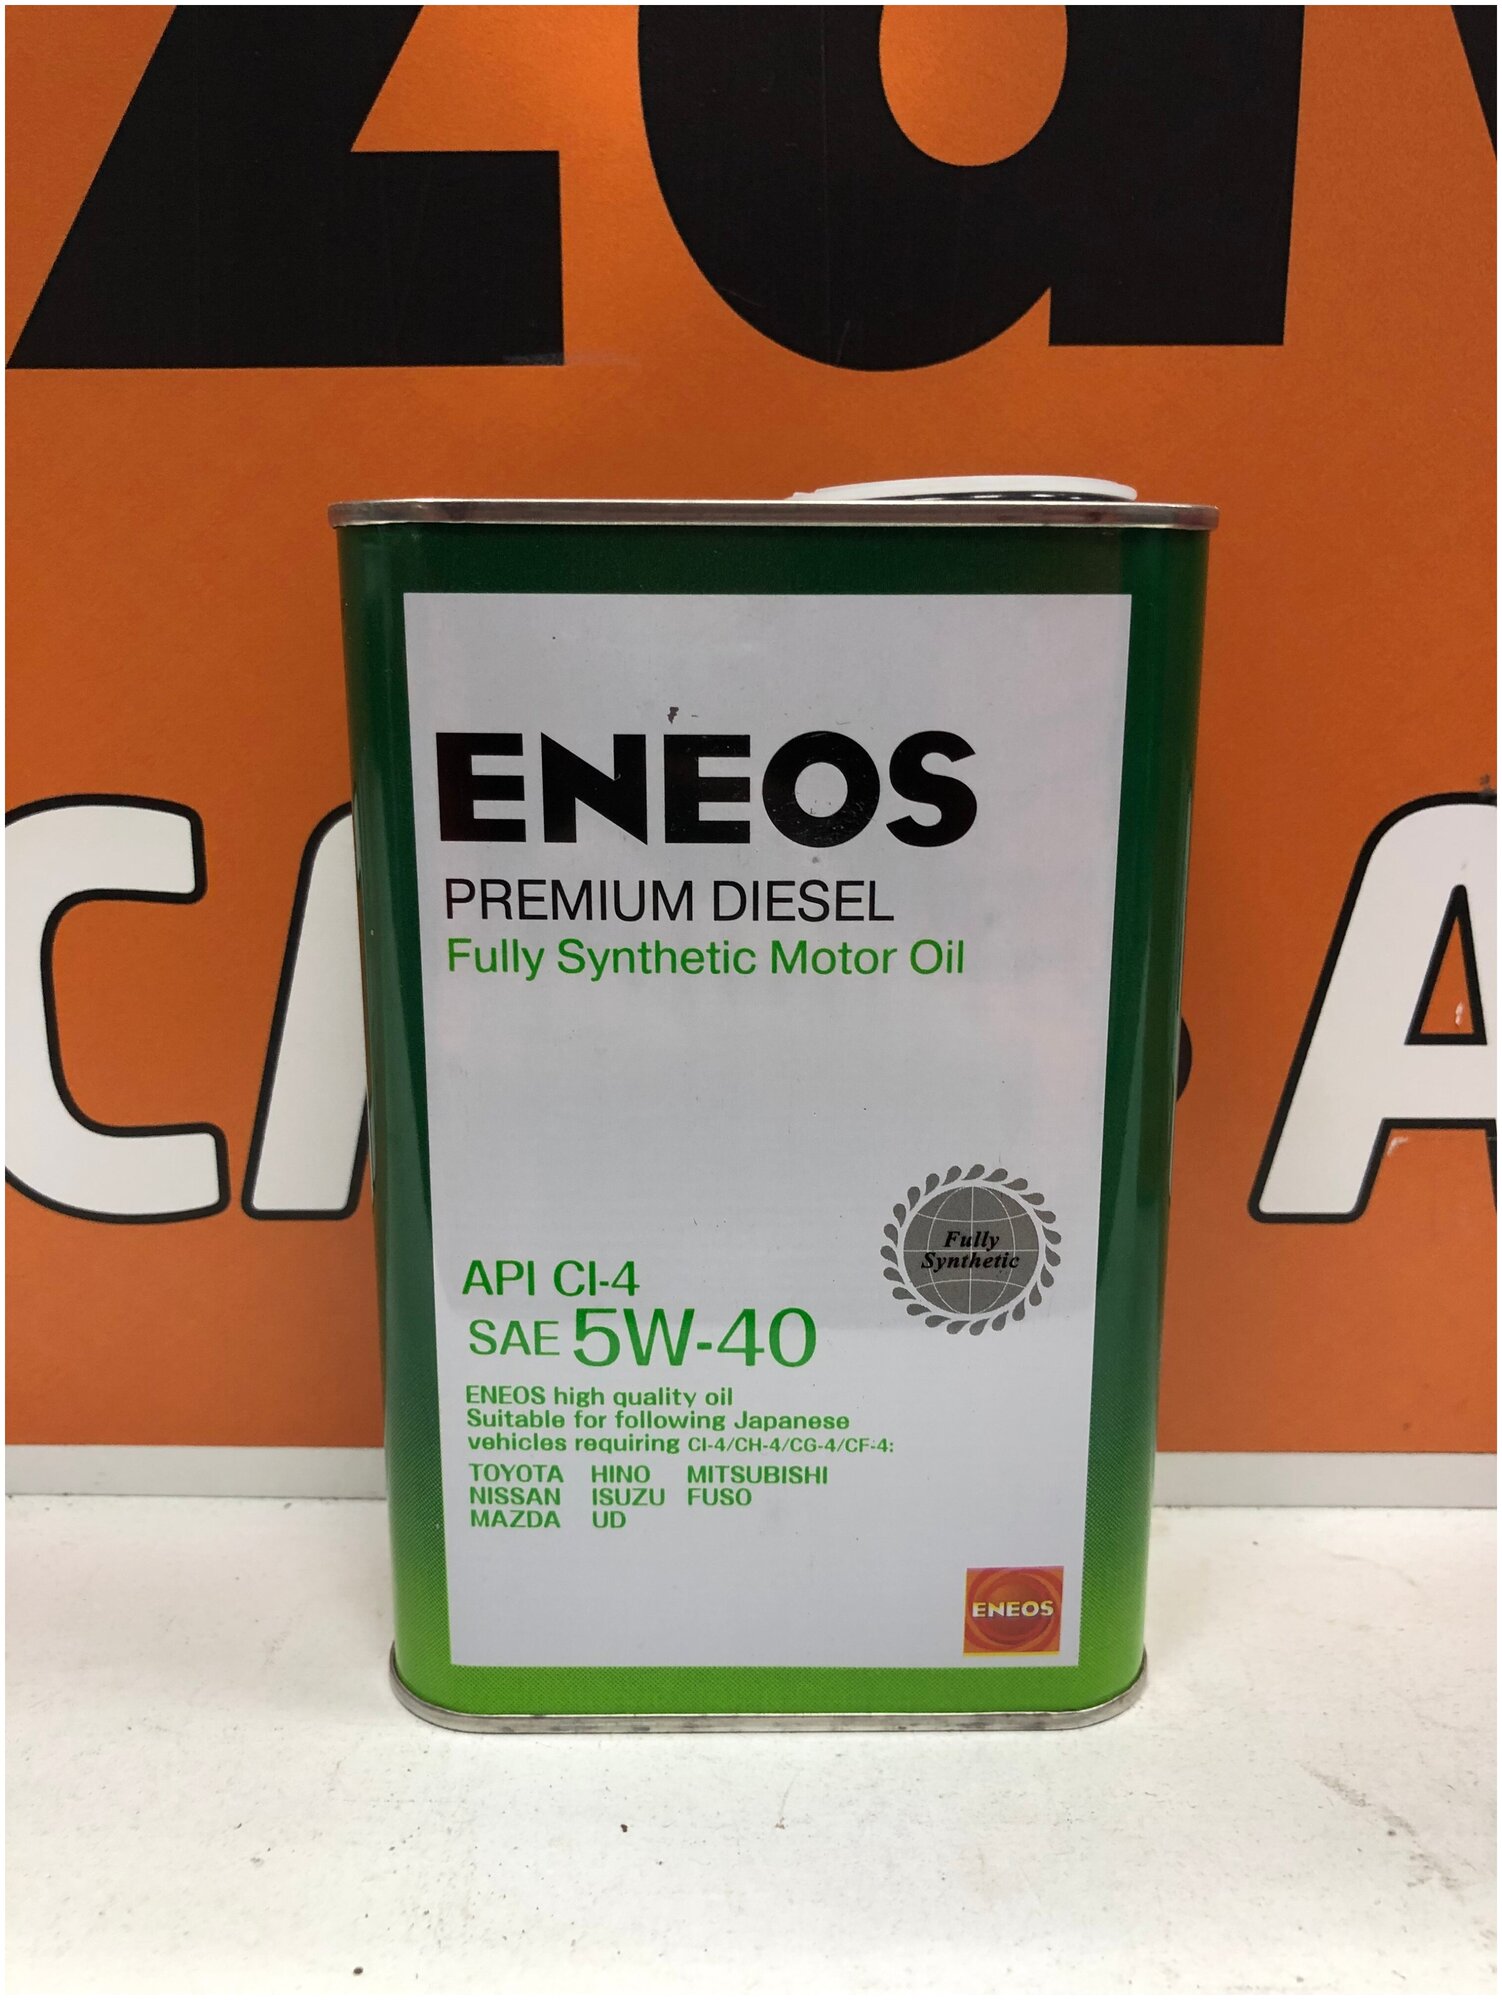 ENEOS
PREMIUM DIESEL
Fully Synthetic Motor Oil
Fully
Synthetic
API CI-4
SAE 5W-40
ENEOS high quality oil
Suitable for following Japanese
vehicles requiring CI-4/CH-4/CG-4/CF-4:
TOYOTA HINO MITSUBISHI
NISSAN ISUZU FUSO
MAZDA UD
ENEOS